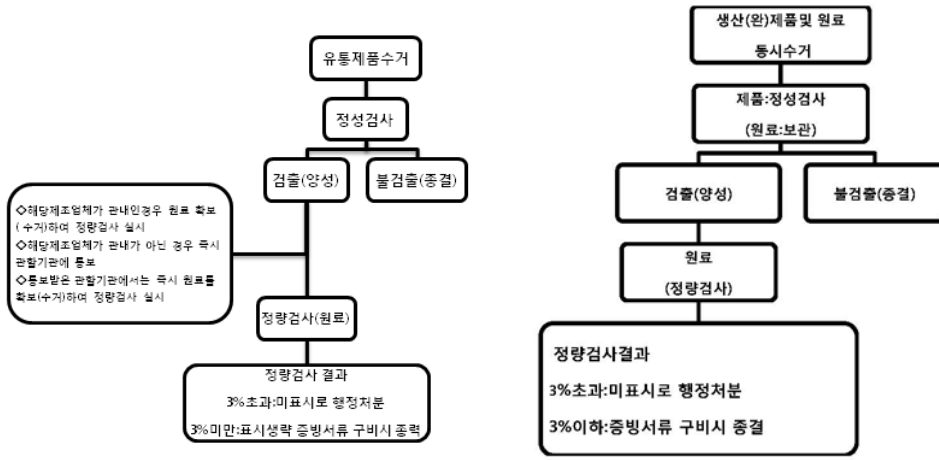 유통제품수거
정성검사
검출(양성)
불검출(종결)
◇해당제조업체가 관내인경우 원료 확보
(수거)하여 정량검사 실시
◇해당제조업체가 관내가 아닌 경우 즉시
관할기관에 통보
◇통보받은 관할기관에서는 즉시 원료를
확보(수거)하여 정량검사 실시
정량검사(원료)
정량검사 결과
3%초과:미표시로 행정처분
3%미만:표시생략 증빙서류 구비시 종력
생산(완)제품및 원료
동시수거
제품:정성검사
(원료:보관)
검출(양성)
불검출(종결)
원료
(정량검사)
정량검사결과
3%초과:미표시로 행정처분
3%이하:증빙서류 구비시 종결